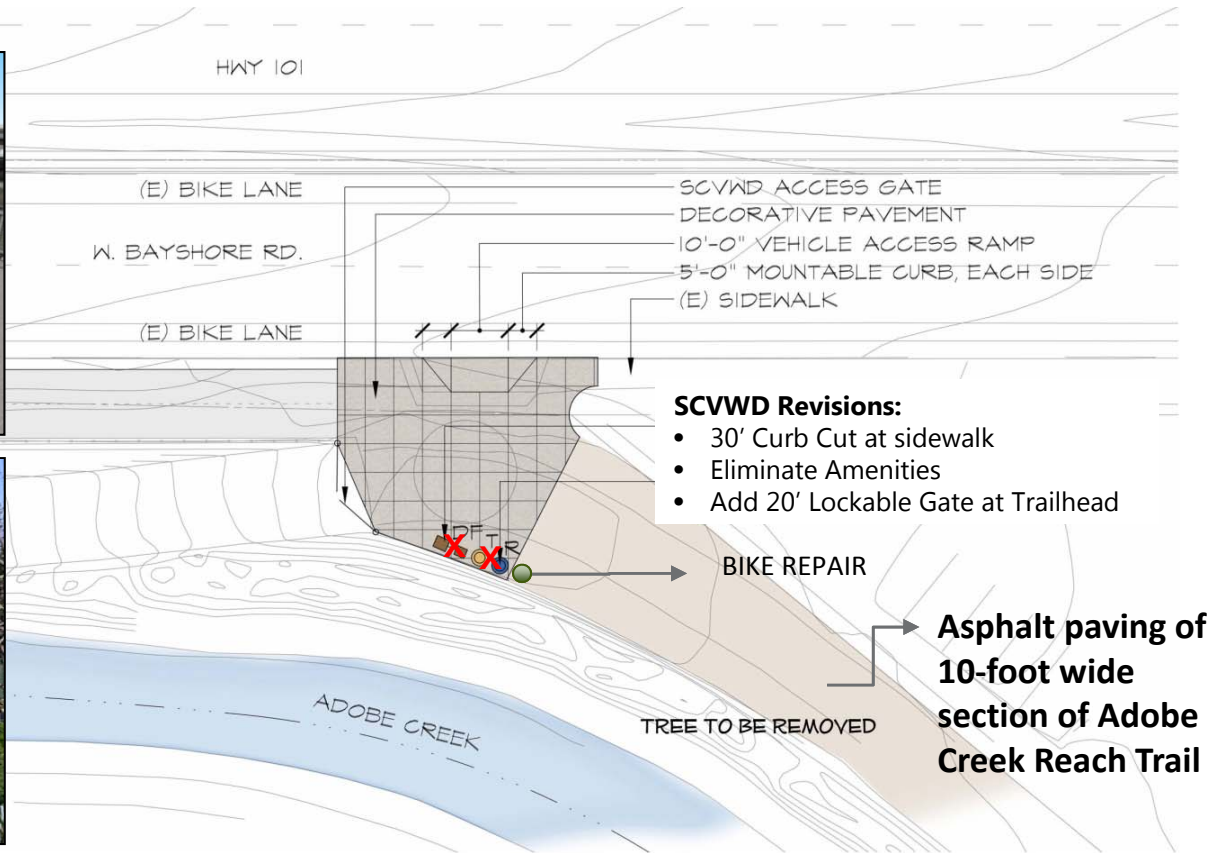 HWY 101
(E) BIKE LANE
W. BAYSHORE RD.
(E) BIKE LANE
SCVWD ACCESS GATE
DECORATIVE PAVEMENT
10'-0" VEHICLE ACCESS RAMP
5'-0" MOUNTABLE CURB, EACH SIDE
(E) SIDEWALK
SCVWD Revisions:
• 30' Curb Cut at sidewalk
• Eliminate Amenities
• Add 20' Lockable Gate at Trailhead
DF
T
R
BIKE REPAIR
Asphalt paving of
10-foot wide
section of Adobe
Creek Reach Trail
TREE TO BE REMOVED
ADOBE CREEK